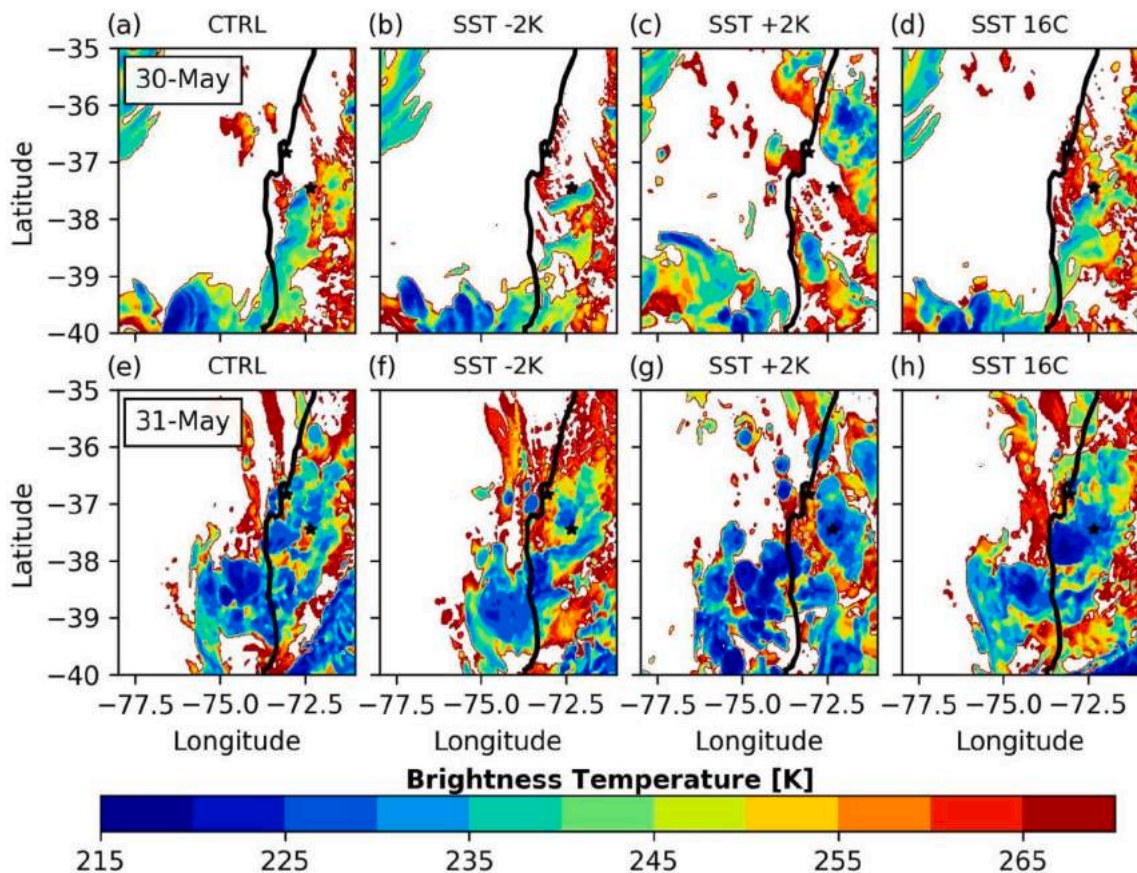 (a) CTRL (b) SST -2K (c) SST +2K (d) SST 16C
30-May
−35
−36
−37
−38
−39
−40
Latitude
(e) CTRL (f) SST -2K (g) SST +2K (h) SST 16C
31-May
−35
−36
−37
−38
−39
−40
Latitude
−77.5 −75.0 −72.5 −77.5 −75.0 −72.5 −77.5 −75.0 −72.5 −77.5 −75.0 −72.5
Longitude Longitude Longitude Longitude
Brightness Temperature [K]
215 225 235 245 255 265